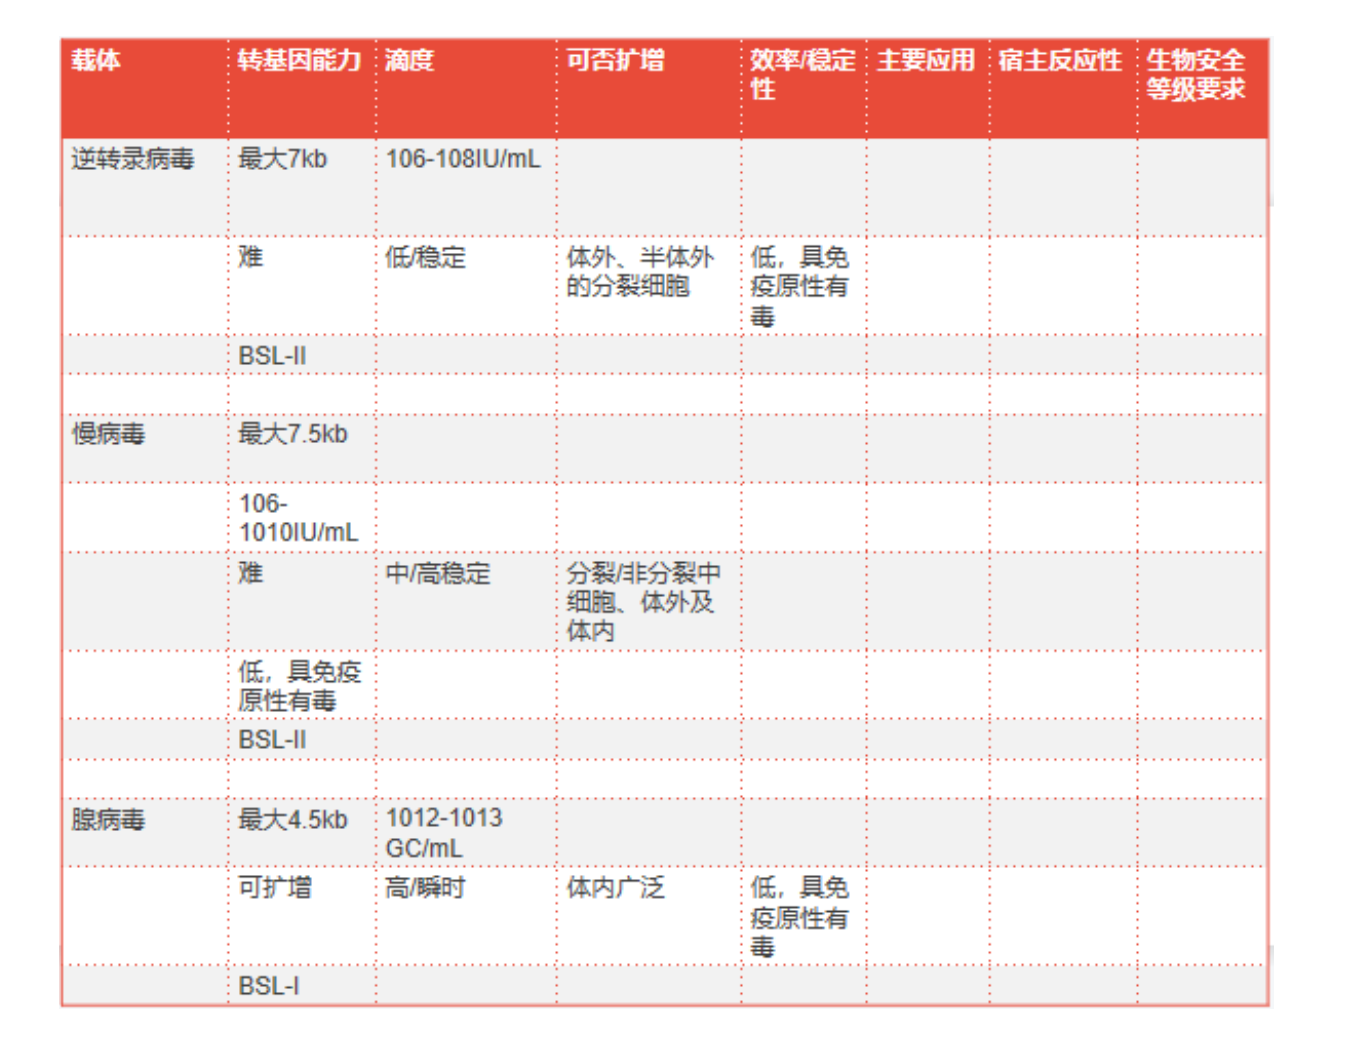 载体 转基因能力 滴度 可否扩增 效率/稳定性 主要应用 宿主反应性 生物安全等级要求
逆转录病毒 最大7kb 106-108IU/mL
难 低/稳定 体外、半体外的分裂细胞 低，具免疫原性有毒
BSL-II
慢病毒 最大7.5kb
106-1010IU/mL
难 中/高稳定 分裂/非分裂中细胞、体外及体内
低，具免疫原性有毒
BSL-II
腺病毒 最大4.5kb 1012-1013 GC/mL
可扩增 高/瞬时 体内广泛 低，具免疫原性有毒
BSL-I